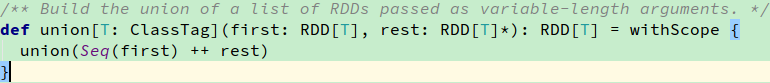 /** Build the union of a list of RDDs passed as variable-length arguments. */
def union[T: ClassTag](first: RDD[T], rest: RDD[T]*): RDD[T] = withScope {
  union(Seq(first) ++ rest)
}